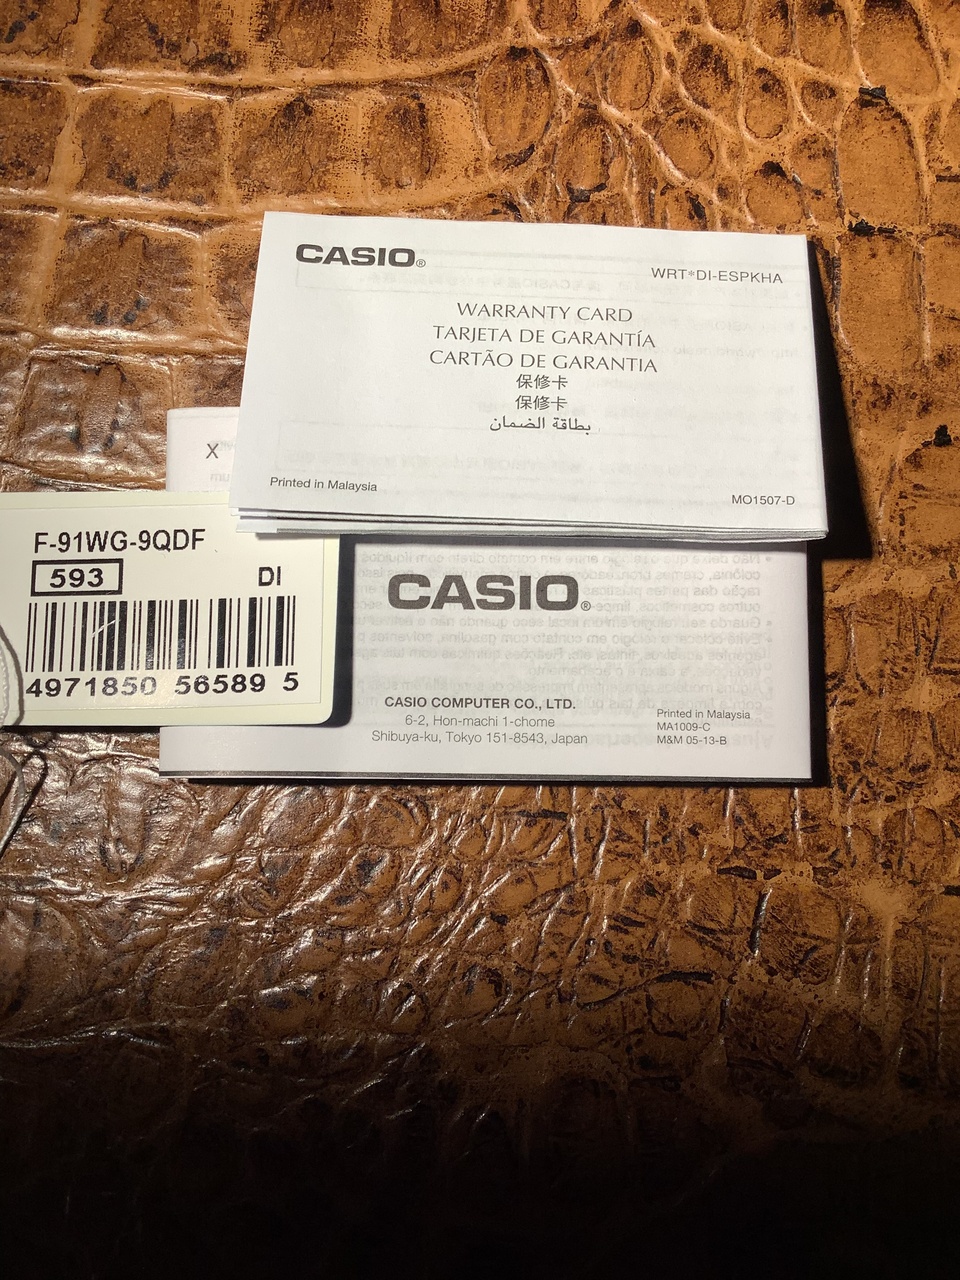 CASIO®
WRT*DI-ESPKHA
WARRANTY CARD
TARJETA DE GARANTÍA
CARTÃO DE GARANTIA
保修卡
保修卡
بطاقة الضمان
Printed in Malaysia
MO1507-D
X
F-91WG-9QDF
593
DI
4971850 56589 5
CASIO®
CASIO COMPUTER CO., LTD.
6-2, Hon-machi 1-chome
Shibuya-ku, Tokyo 151-8543, Japan
Printed in Malaysia
MA1009-C
M&M 05-13-B